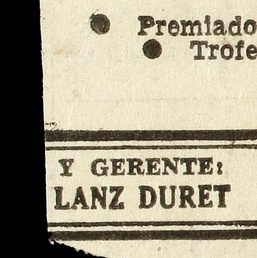 ● Premiado
● Trofe
Y GERENTE:
LANZ DURET